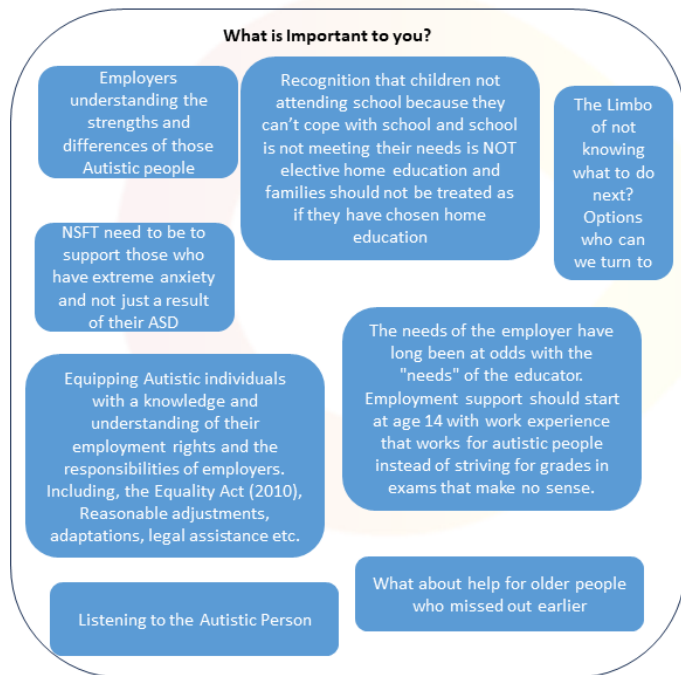 What is Important to you?
Employers
understanding the
strengths and
differences of those
Autistic people
Recognition that children not
attending school because they
can't cope with school and school
is not meeting their needs is NOT
elective home education and
families should not be treated as
if they have chosen home
education
The Limbo
of not
knowing
what to do
next?
Options
who can
we turn to
NSFT need to be to
support those who
have extreme anxiety
and not just a result
of their ASD
The needs of the employer have
long been at odds with the
"needs" of the educator.
Employment support should start
at age 14 with work experience
that works for autistic people
instead of striving for grades in
exams that make no sense.
Equipping Autistic individuals
with a knowledge and
understanding of their
employment rights and the
responsibilities of employers.
Including, the Equality Act (2010),
Reasonable adjustments,
adaptations, legal assistance etc.
What about help for older people
who missed out earlier
Listening to the Autistic Person